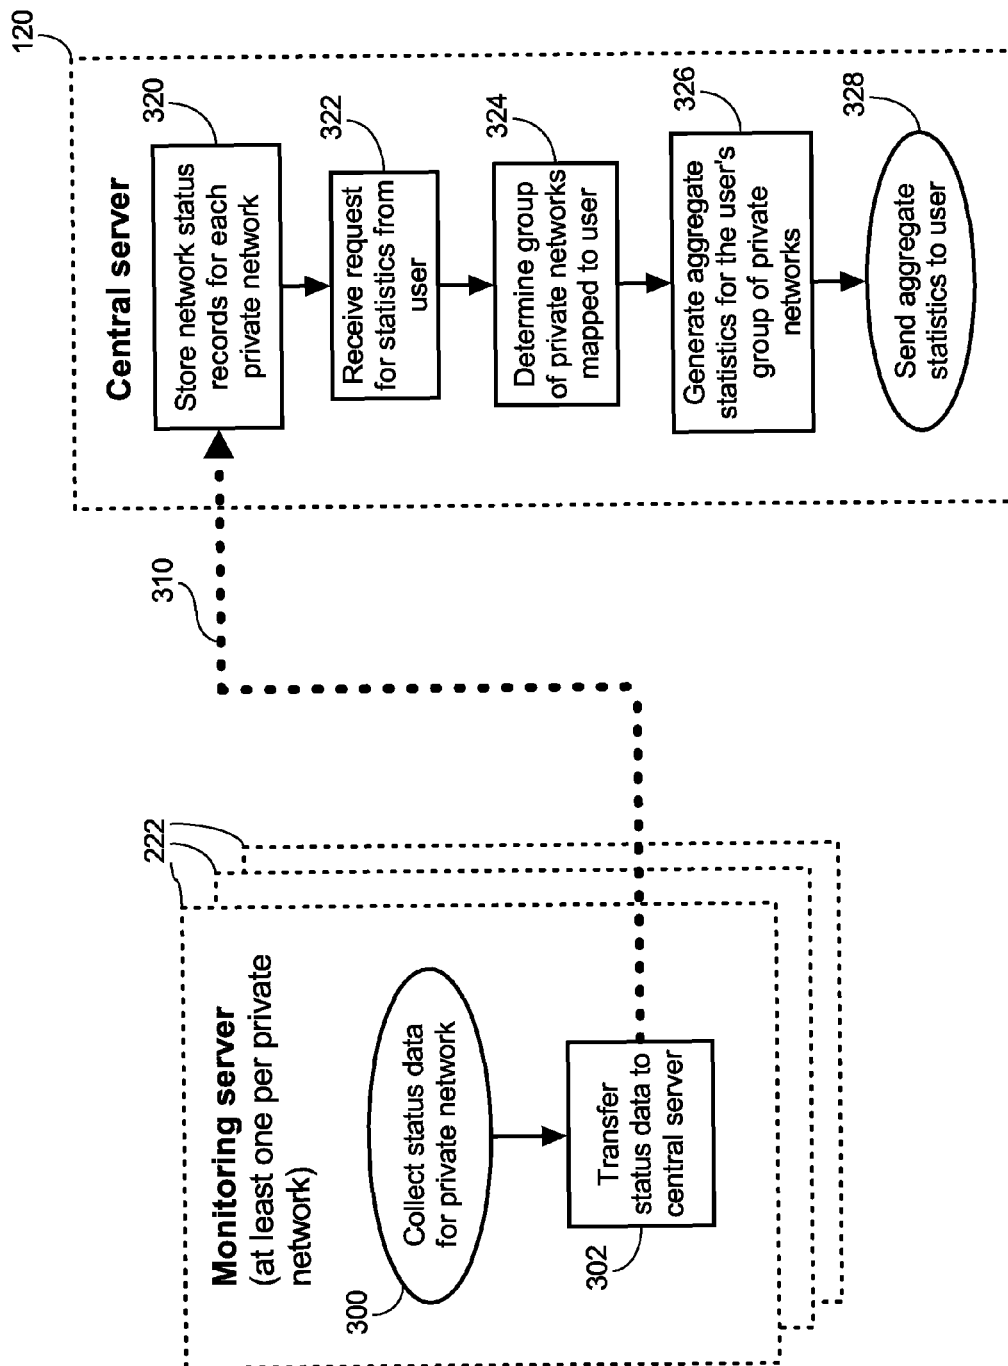 Monitoring server
(at least one per private
network)
222
300
Collect status data
for private network
302
Transfer
status data to
central server
310
120
Central server
320
Store network status
records for each
private network
322
Receive request
for statistics from
user
324
Determine group
of private networks
mapped to user
326
Generate aggregate
statistics for the user's
group of private
networks
328
Send aggregate
statistics to user